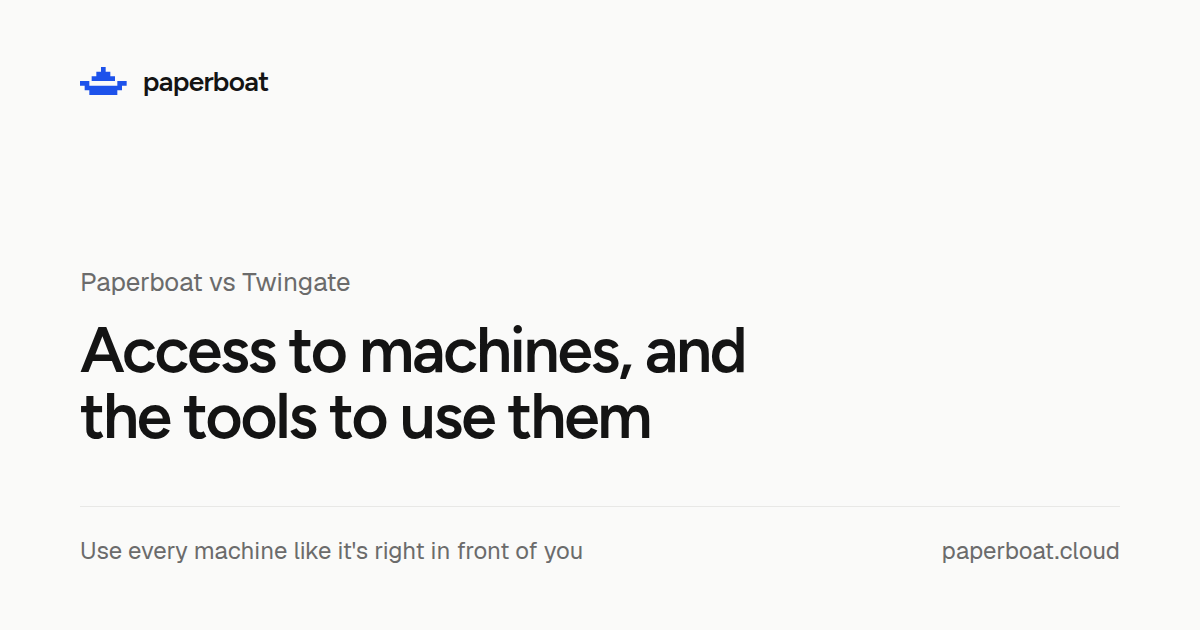 paperboat
Paperboat vs Twingate
Access to machines, and
the tools to use them
Use every machine like it's right in front of you
paperboat.cloud